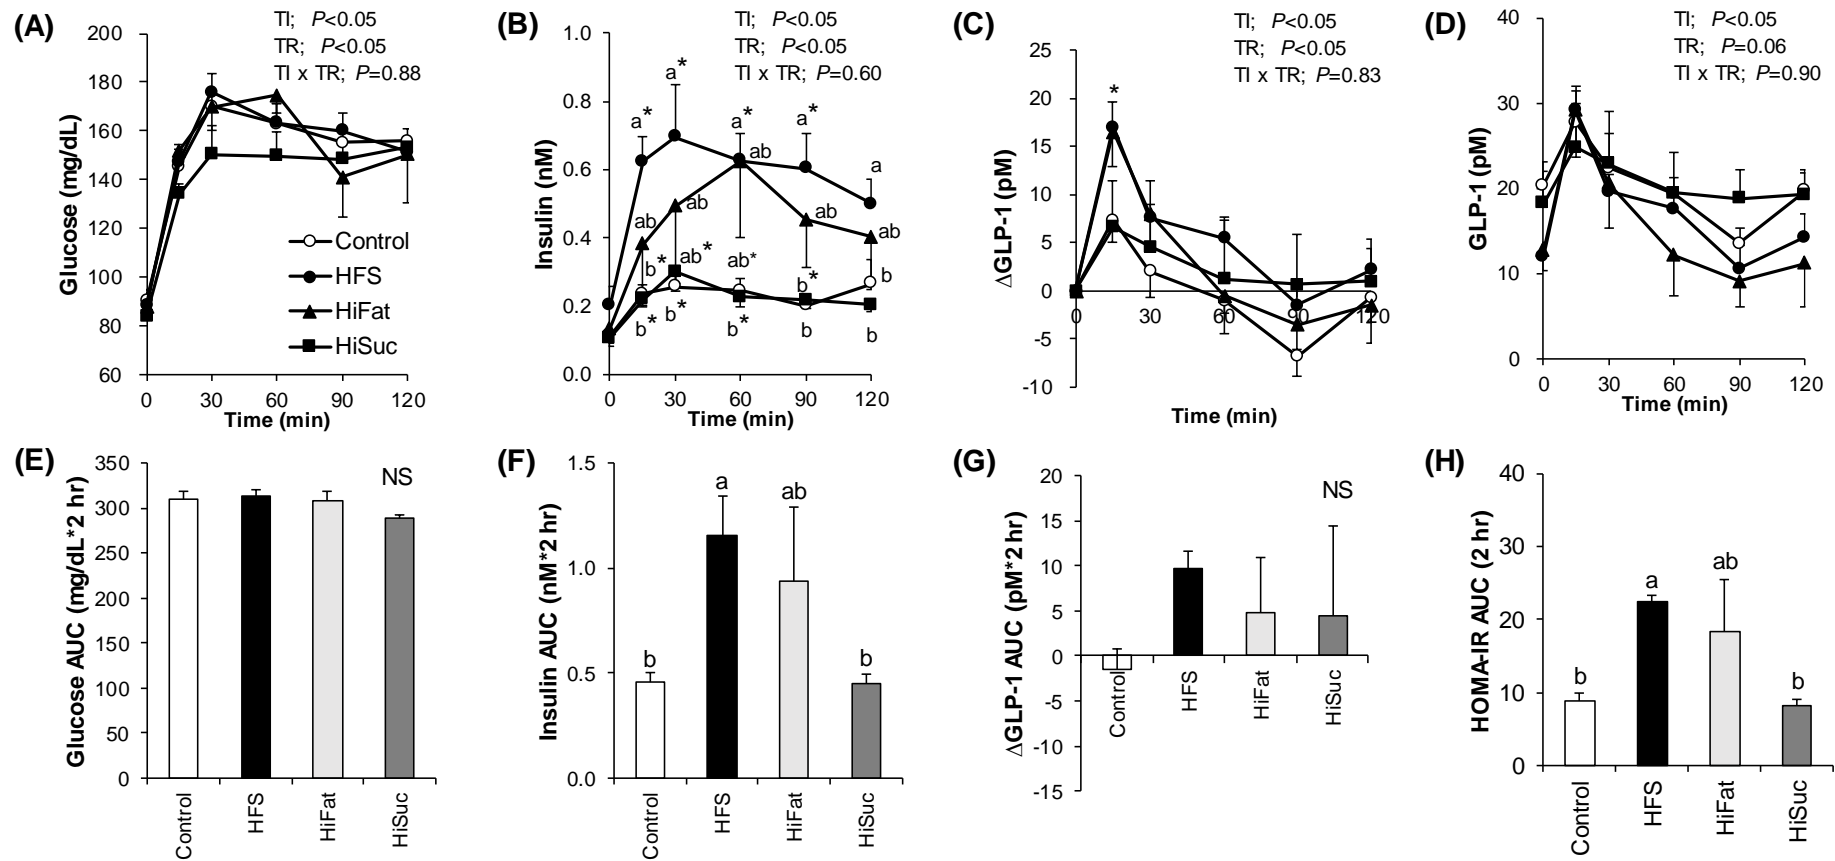 (A)
TI; P<0.05
TR; P<0.05
TI x TR; P=0.88
Glucose (mg/dL)
200
180
160
140
120
100
80
60
Control
HFS
HiFat
HiSuc
0 30 60 90 120
Time (min)
(B)
TI; P<0.05
TR; P<0.05
TI x TR; P=0.60
Insulin (nM)
1.0
0.8
0.6
0.4
0.2
0.0
a* a* a* a* a
ab ab ab ab ab
b* ab* ab* b* b
b* b* b* b b
0 30 60 90 120
Time (min)
(C)
TI; P<0.05
TR; P<0.05
TI x TR; P=0.83
ΔGLP-1 (pM)
25
20
15
10
5
0
-5
-10
*
0 30 60 90 120
Time (min)
(D)
TI; P<0.05
TR; P=0.06
TI x TR; P=0.90
GLP-1 (pM)
40
30
20
10
0
0 30 60 90 120
Time (min)
(E)
NS
Glucose AUC (mg/dL*2 hr)
350
300
250
200
150
100
50
0
Control
HFS
HiFat
HiSuc
(F)
Insulin AUC (nM*2 hr)
1.5
1.0
0.5
0.0
b
a
ab
b
Control
HFS
HiFat
HiSuc
(G)
NS
ΔGLP-1 AUC (pM*2 hr)
20
15
10
5
0
-5
-10
-15
Control
HFS
HiFat
HiSuc
(H)
HOMA-IR AUC (2 hr)
40
30
20
10
0
b
a
ab
b
Control
HFS
HiFat
HiSuc